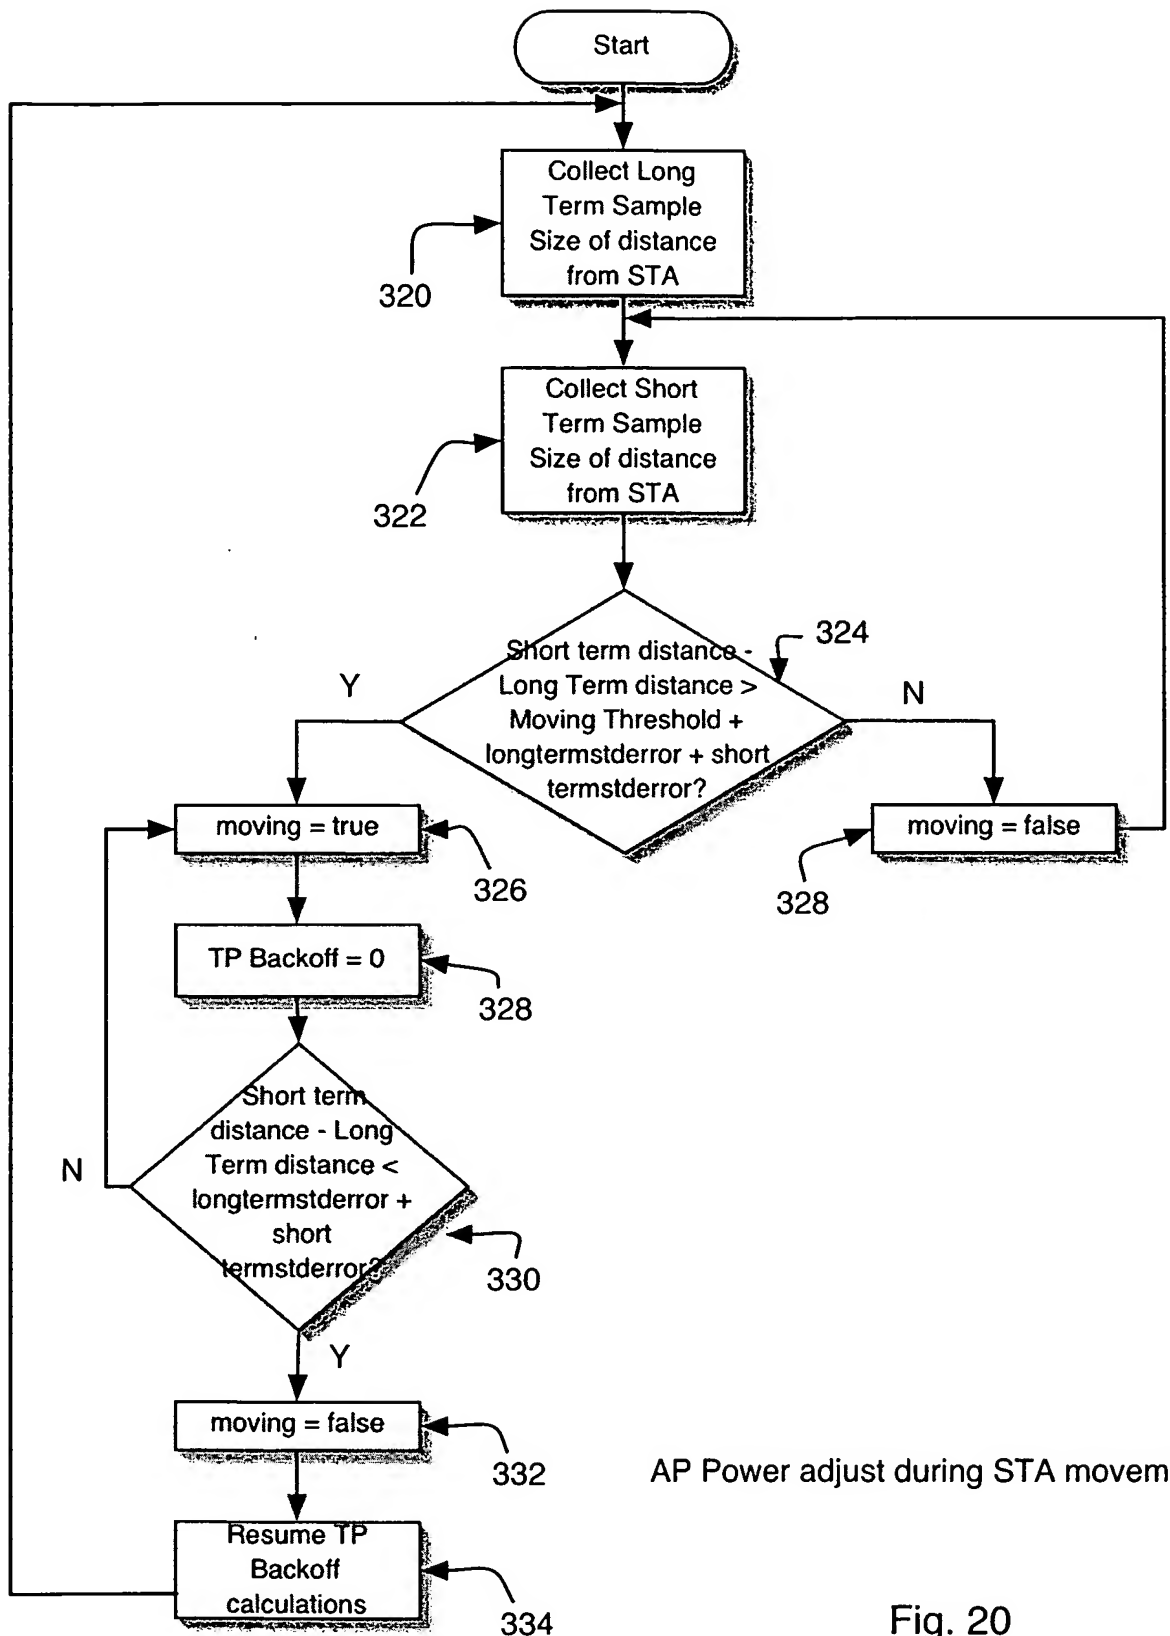 Start
Collect Long
Term Sample
Size of distance
from STA
320
Collect Short
Term Sample
Size of distance
from STA
322
Short term distance -
Long Term distance >
Moving Threshold +
longtermstderror + short
termstderror?
324
Y
N
moving = true
326
moving = false
328
TP Backoff = 0
328
Short term
distance - Long
Term distance <
longtermstderror +
short
termstderror?
N
330
Y
moving = false
332
AP Power adjust during STA movem
Resume TP
Backoff
calculations
334
Fig. 20